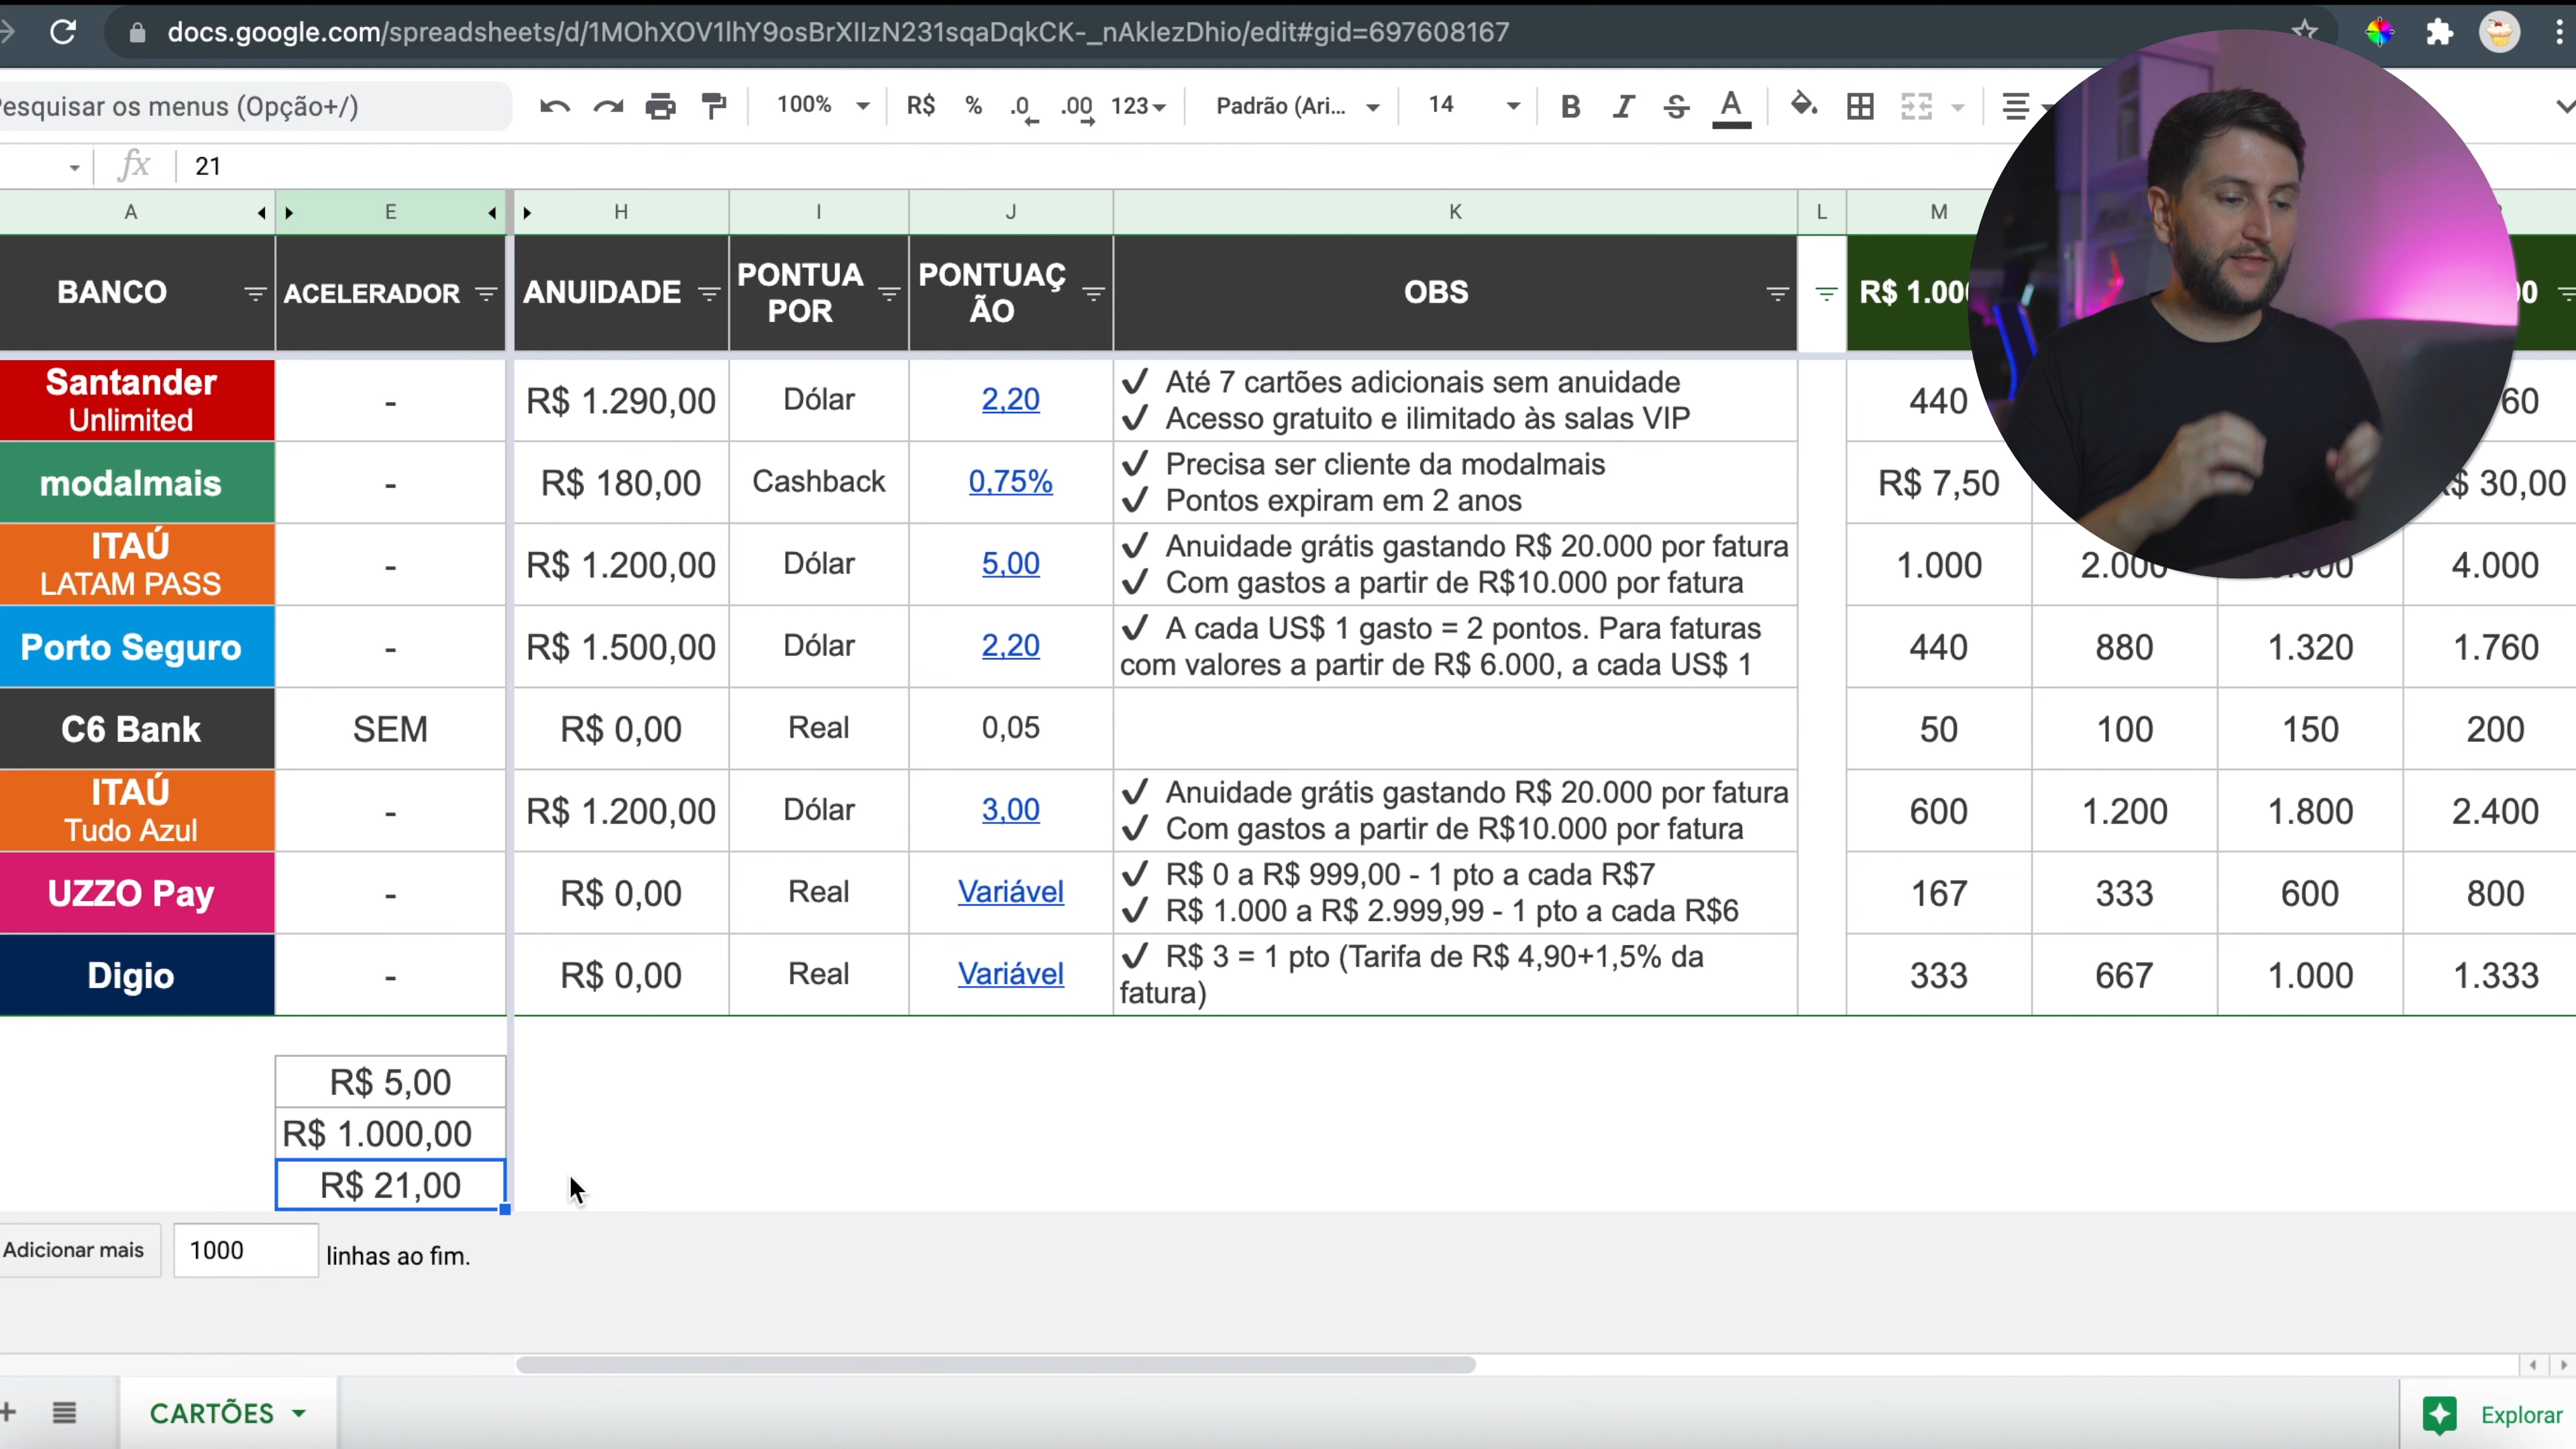 docs.google.com/spreadsheets/d/1MOhXOV1lhY9osBrXIIzN231sqaDqkCK-_nAklezDhio/edit#gid=697608167
Pesquisar os menus (Opção+/)
100% R$ % .0 .00 123 Padrão (Ari... 14 B I S A
fx 21
A E H I J K L M
BANCO ACELERADOR ANUIDADE PONTUA POR PONTUAÇÃO OBS R$ 1.00
Santander - R$ 1.290,00 Dólar 2,20 ✓ Até 7 cartões adicionais sem anuidade 440
Unlimited ✓ Acesso gratuito e ilimitado às salas VIP
modalmais - R$ 180,00 Cashback 0,75% ✓ Precisa ser cliente da modalmais R$ 7,50 R$ 30,00
✓ Pontos expiram em 2 anos
ITAÚ - R$ 1.200,00 Dólar 5,00 ✓ Anuidade grátis gastando R$ 20.000 por fatura 1.000 2.000 4.000
LATAM PASS ✓ Com gastos a partir de R$10.000 por fatura
Porto Seguro - R$ 1.500,00 Dólar 2,20 ✓ A cada US$ 1 gasto = 2 pontos. Para faturas 440 880 1.320 1.760
com valores a partir de R$ 6.000, a cada US$ 1
C6 Bank SEM R$ 0,00 Real 0,05 50 100 150 200
ITAÚ - R$ 1.200,00 Dólar 3,00 ✓ Anuidade grátis gastando R$ 20.000 por fatura 600 1.200 1.800 2.400
Tudo Azul ✓ Com gastos a partir de R$10.000 por fatura
UZZO Pay - R$ 0,00 Real Variável ✓ R$ 0 a R$ 999,00 - 1 pto a cada R$7 167 333 600 800
✓ R$ 1.000 a R$ 2.999,99 - 1 pto a cada R$6
Digio - R$ 0,00 Real Variável ✓ R$ 3 = 1 pto (Tarifa de R$ 4,90+1,5% da 333 667 1.000 1.333
fatura)
R$ 5,00
R$ 1.000,00
R$ 21,00
Adicionar mais 1000 linhas ao fim.
CARTÕES
Explorar